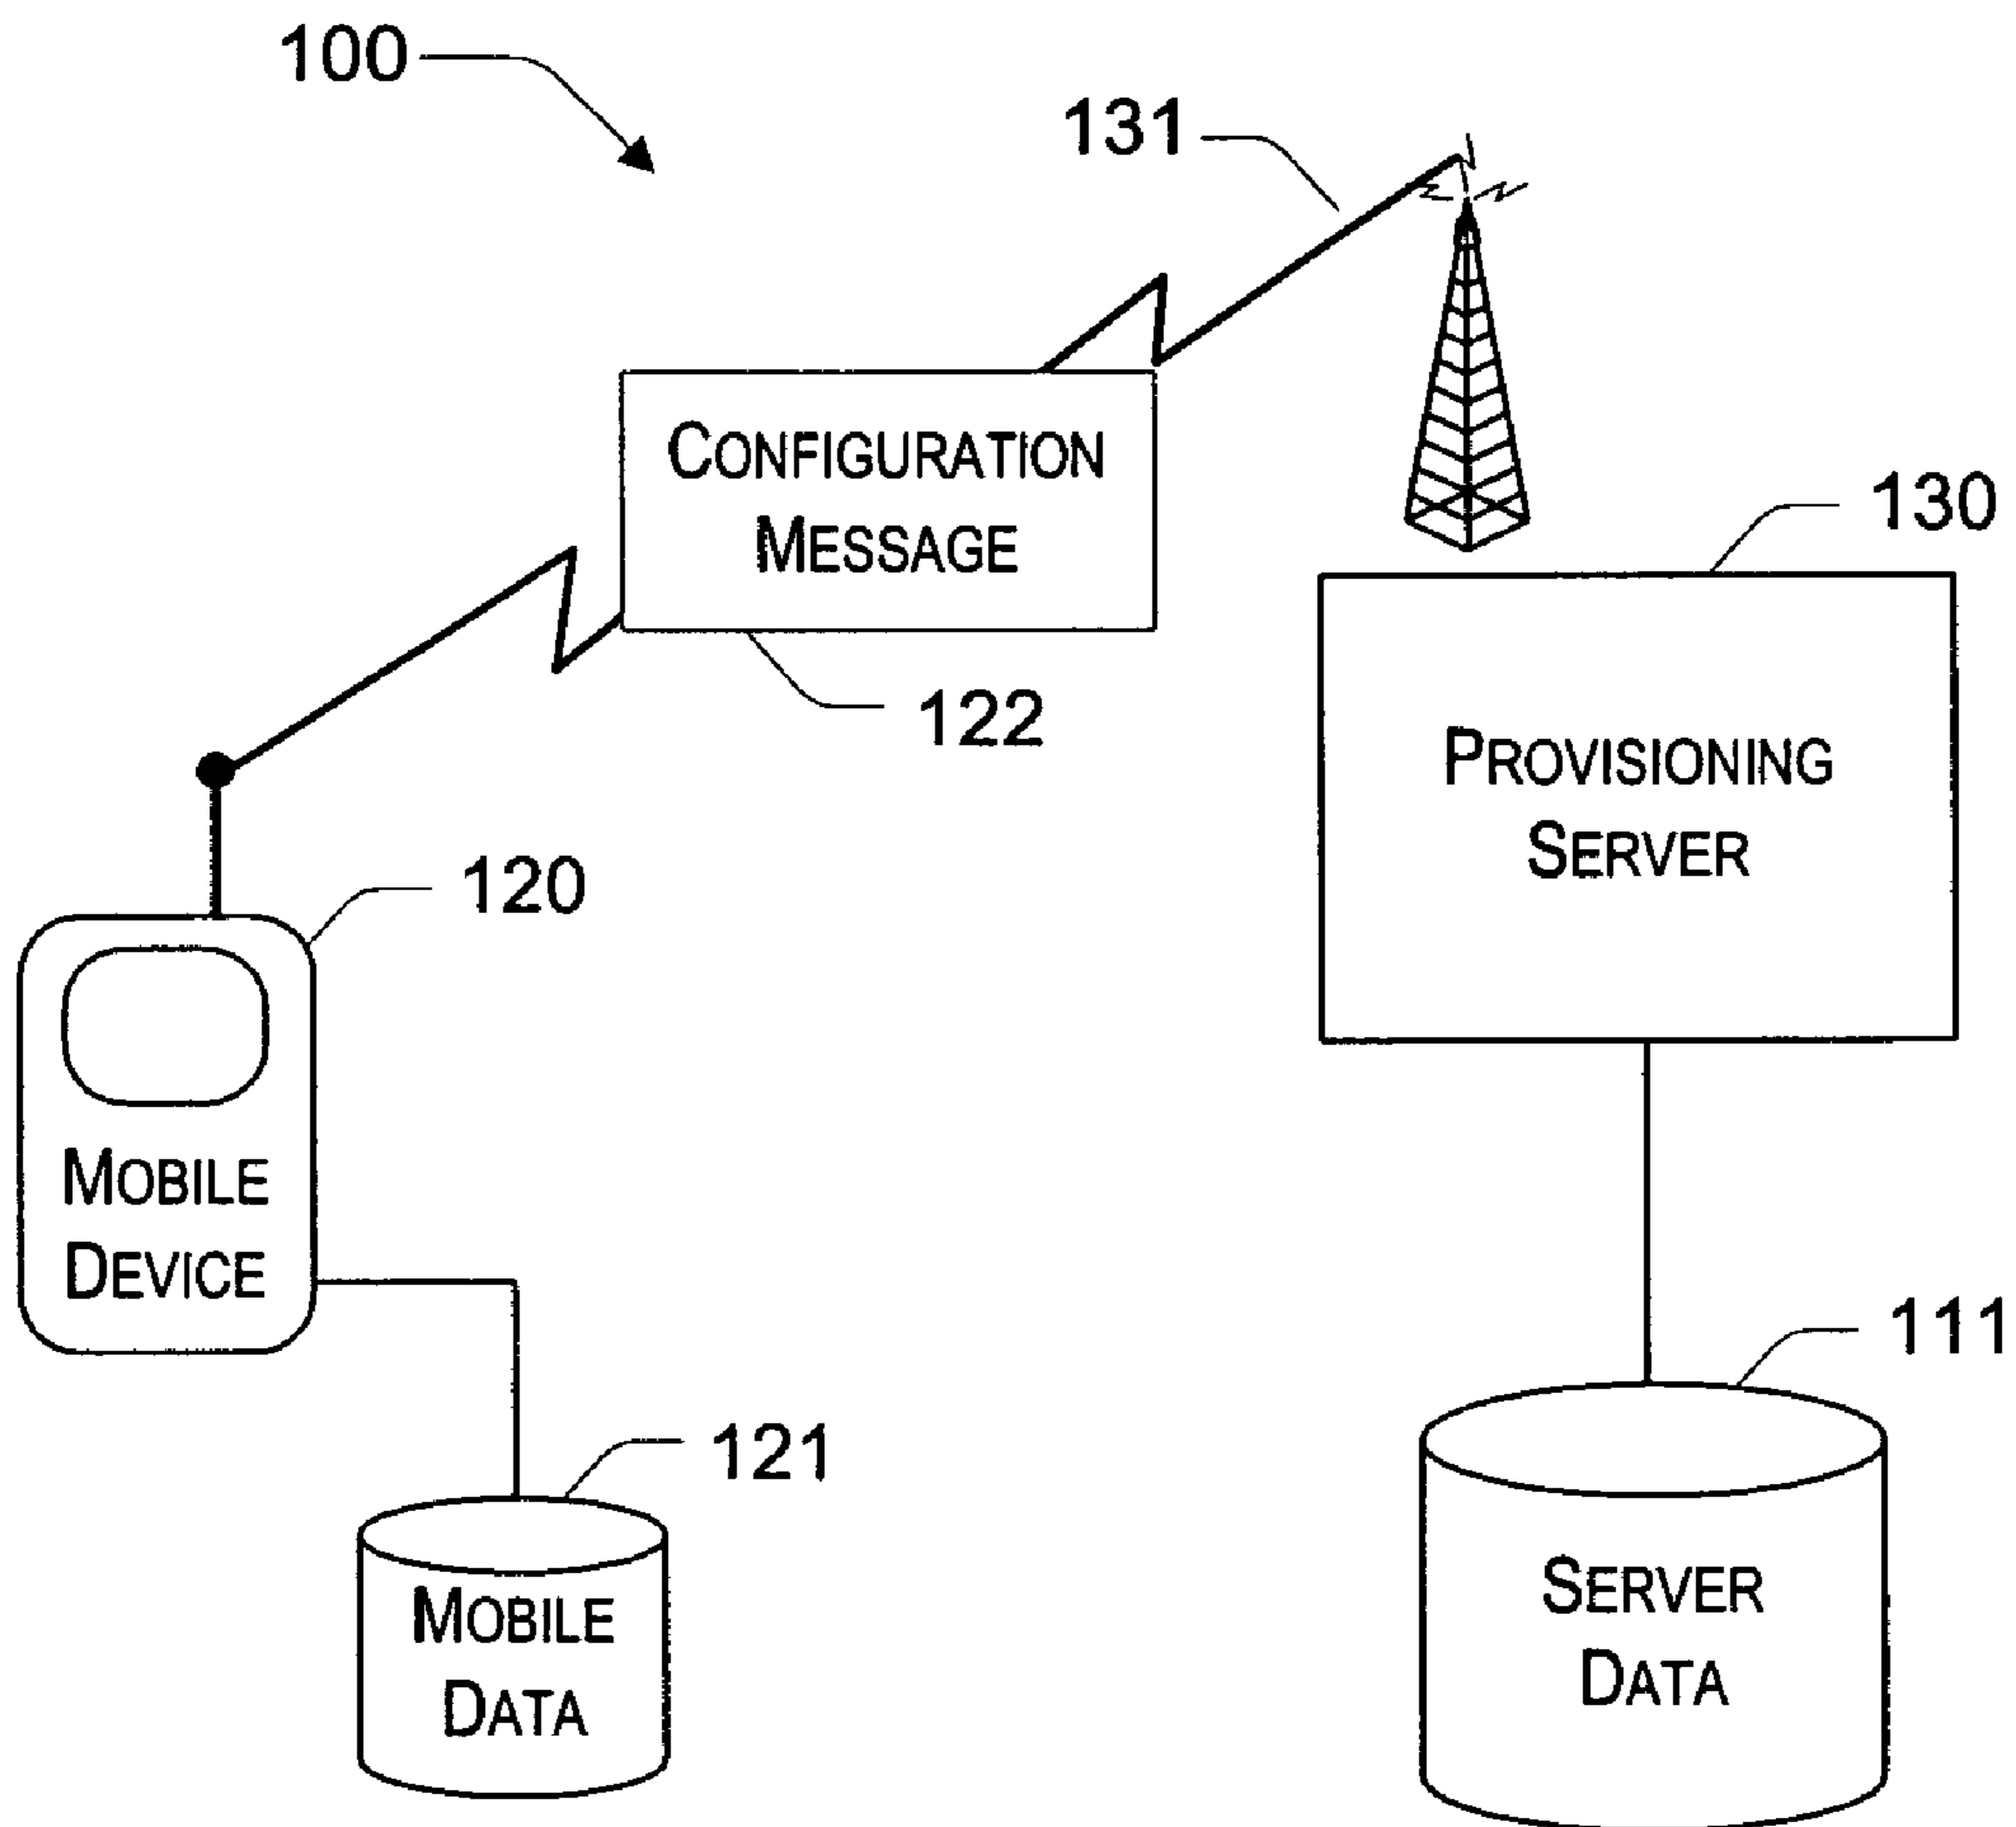 100
131
CONFIGURATION
MESSAGE
130
122
PROVISIONING
SERVER
120
MOBILE
DEVICE
111
121
MOBILE
DATA
SERVER
DATA